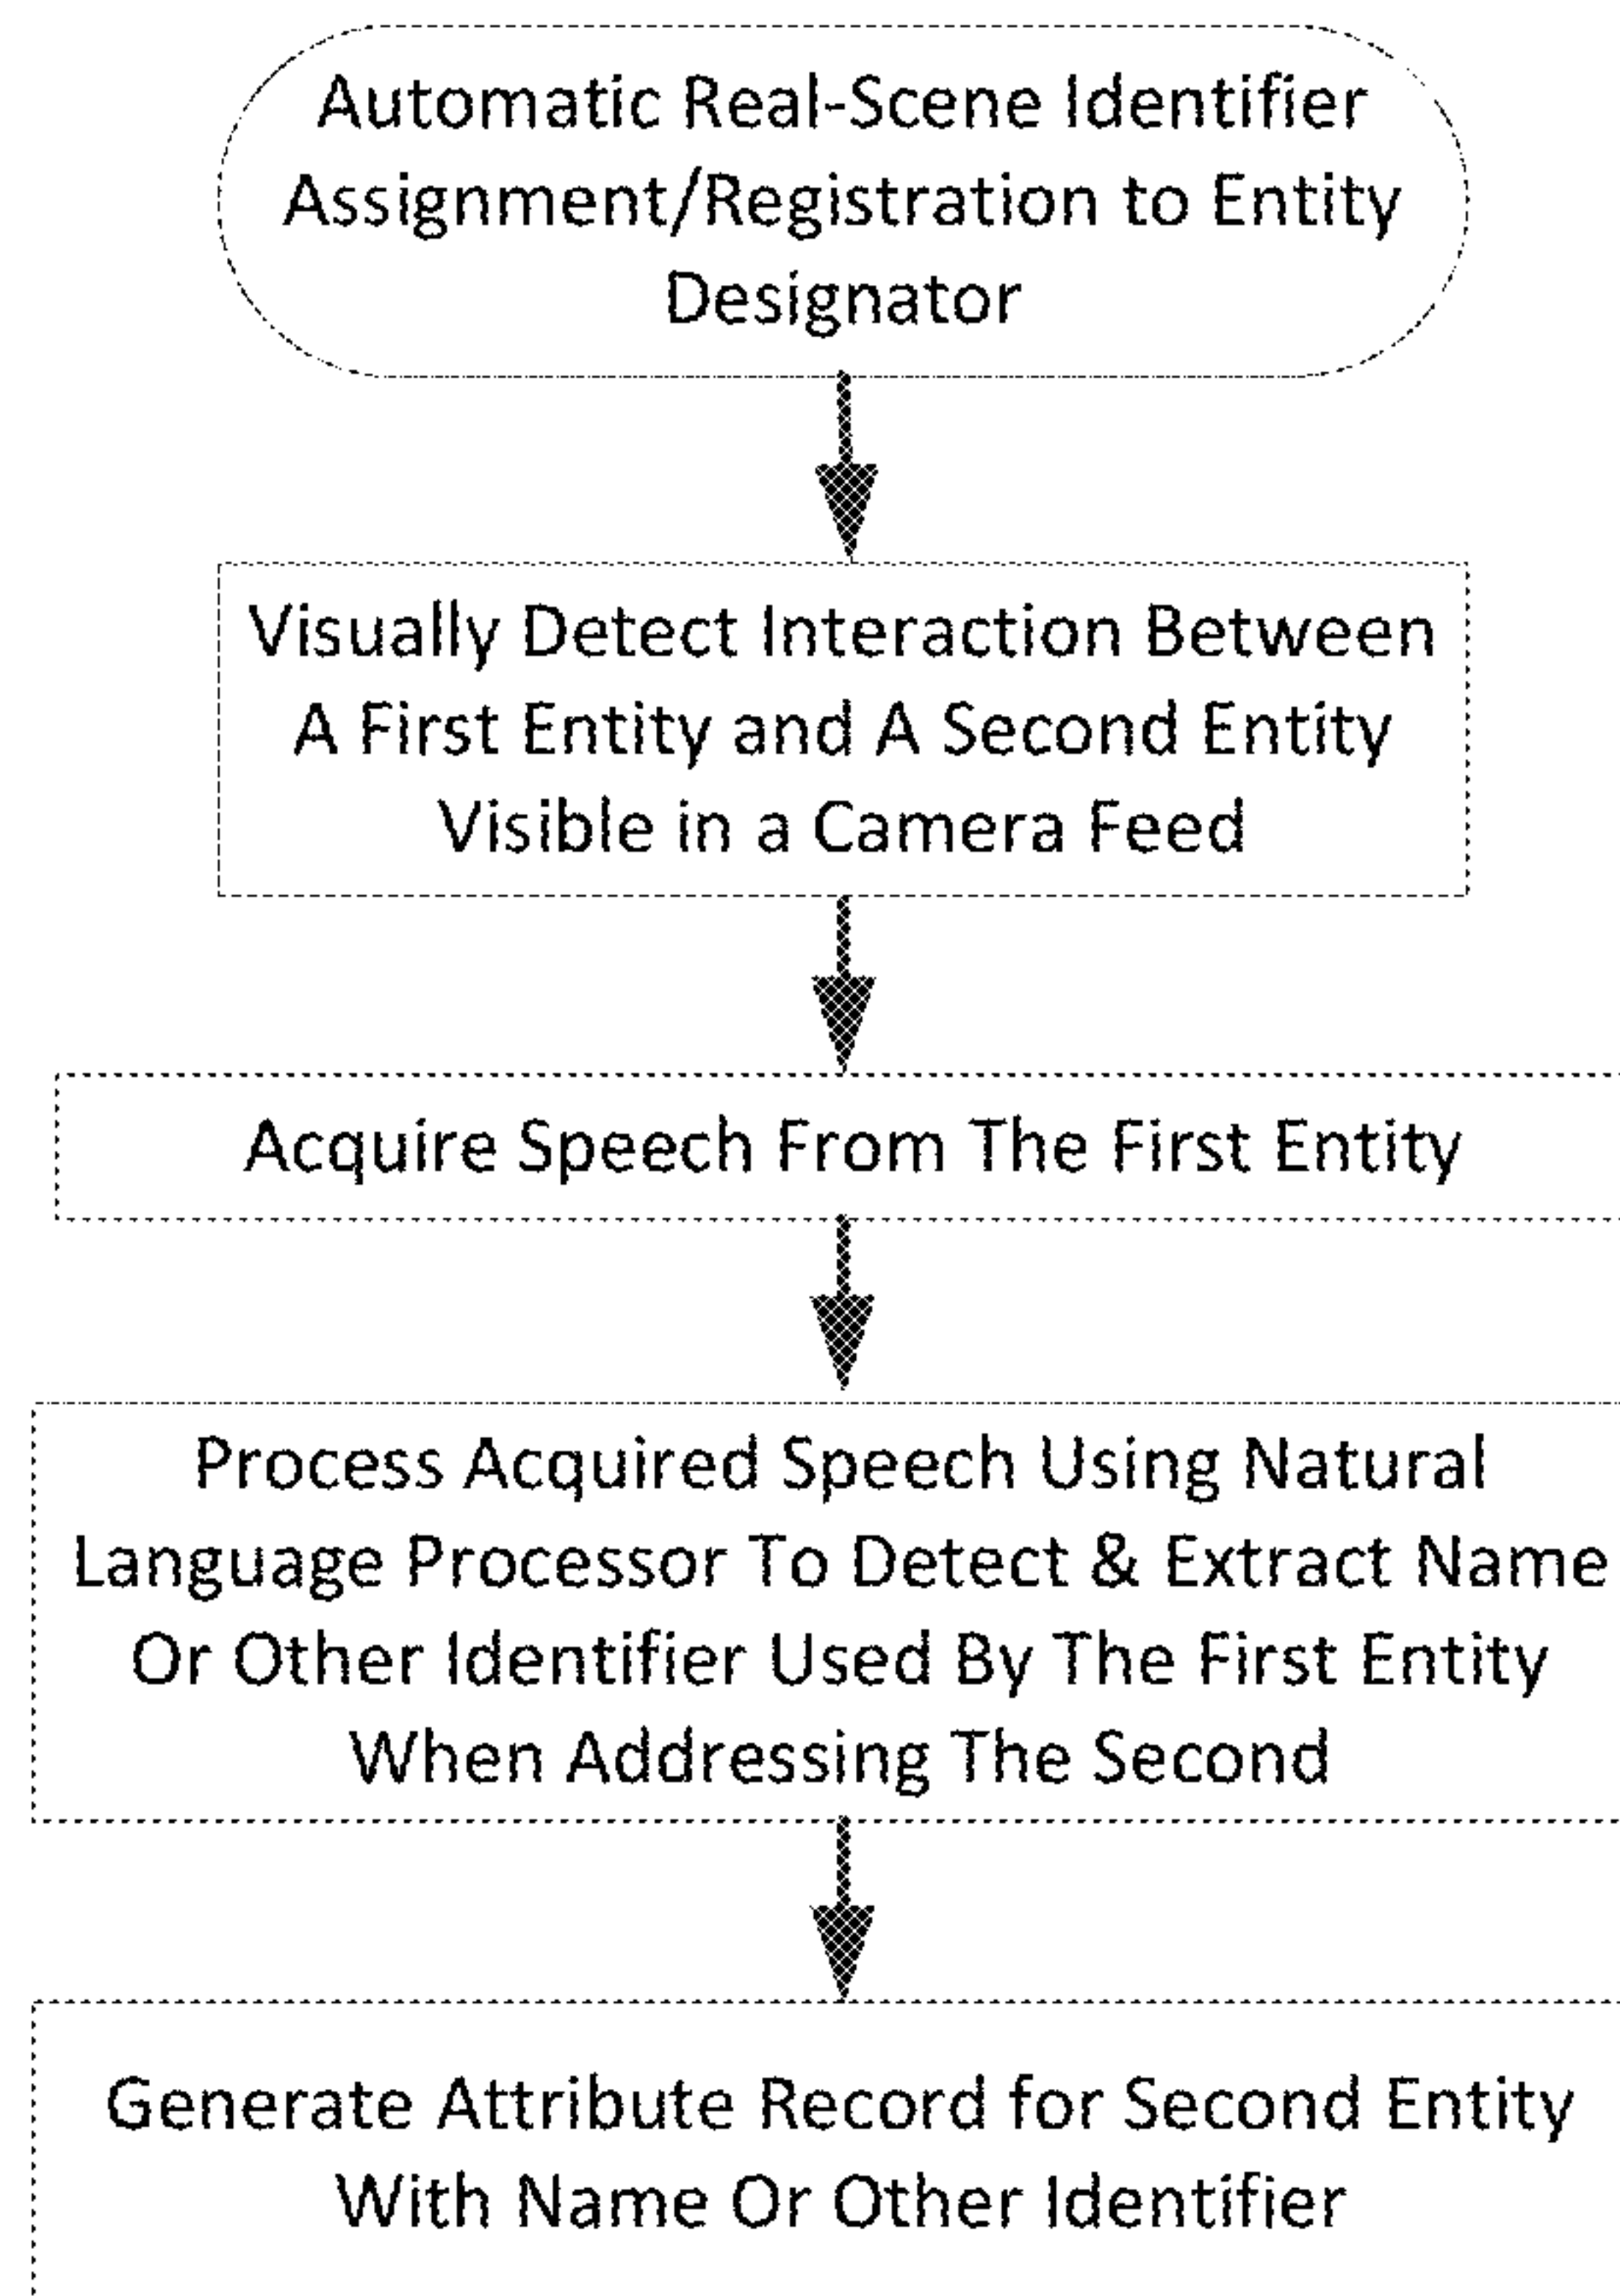 Automatic Real-Scene Identifier
Assignment/Registration to Entity
Designator
Visually Detect Interaction Between
A First Entity and A Second Entity
Visible in a Camera Feed
Acquire Speech From The First Entity
Process Acquired Speech Using Natural
Language Processor To Detect & Extract Name
Or Other Identifier Used By The First Entity
When Addressing The Second
Generate Attribute Record for Second Entity
With Name Or Other Identifier